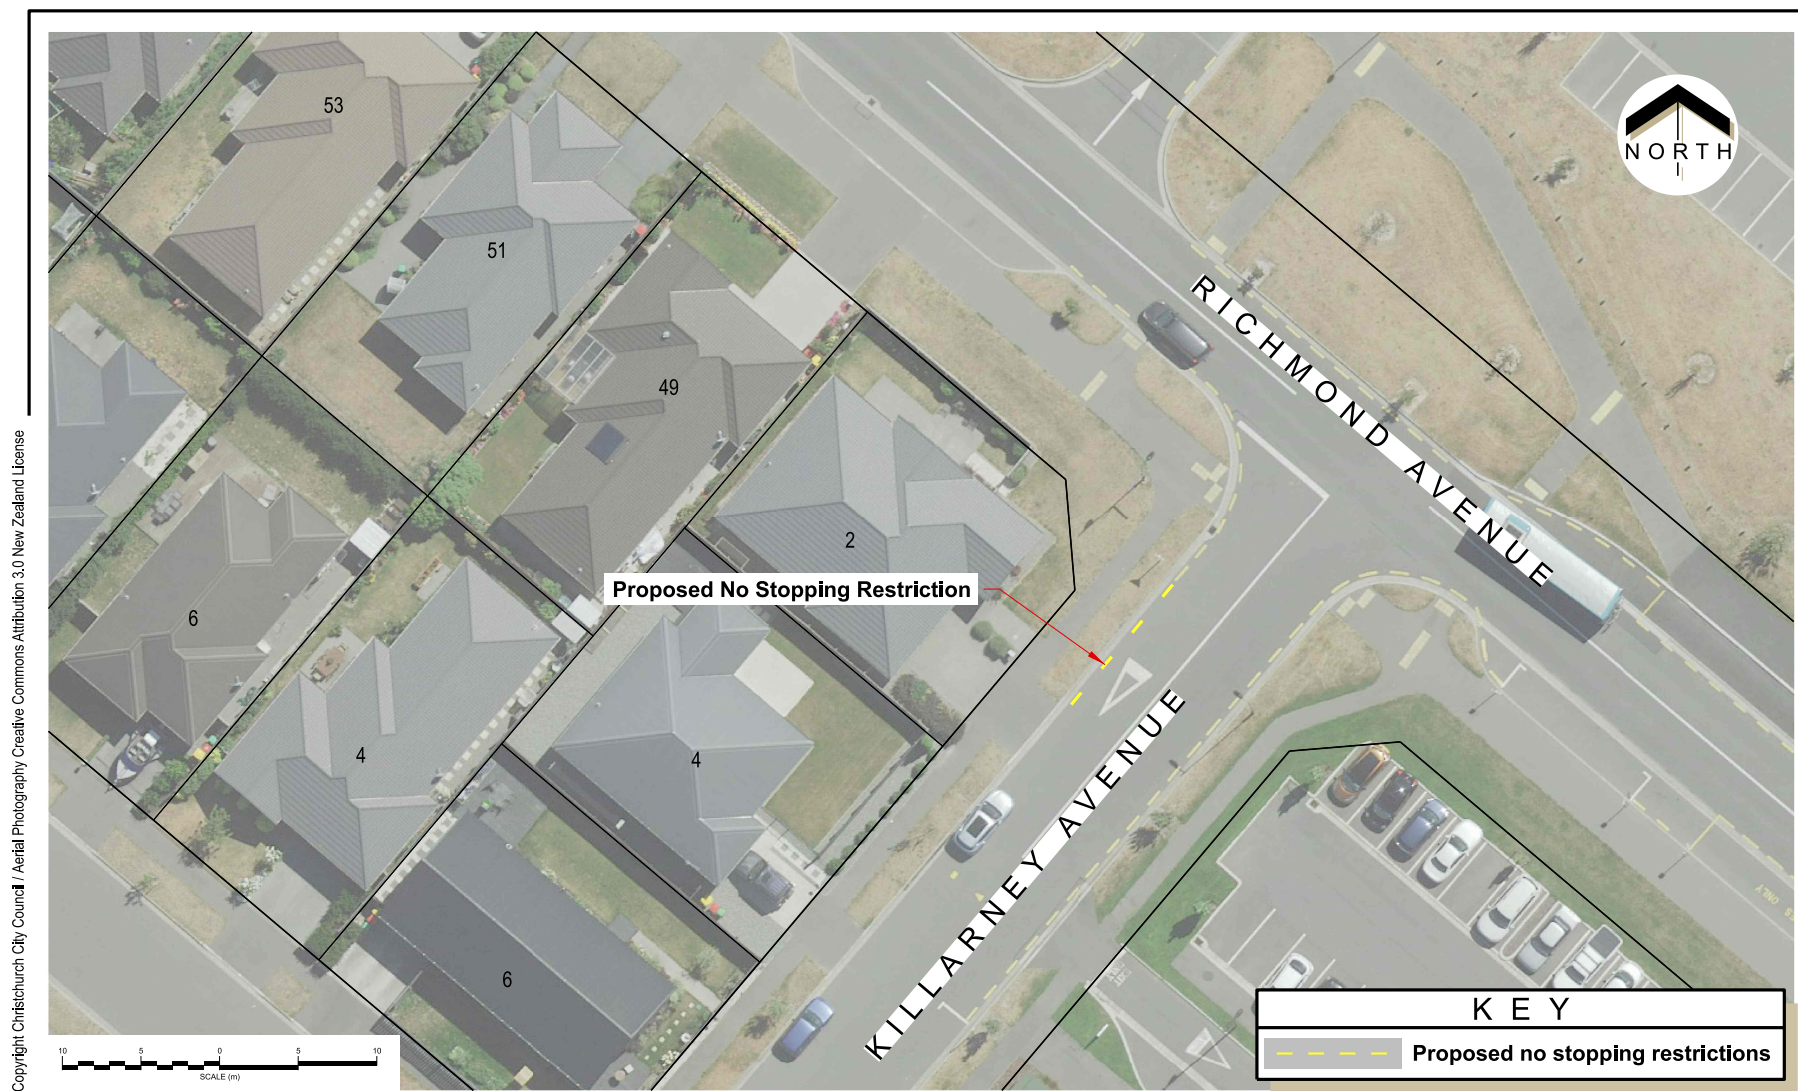 53
NORTH
51
RICHMOND AVENUE
49
2
Proposed No Stopping Restriction
6
4
4
KILLARNEY AVENUE
6
KEY
Proposed no stopping restrictions
10 5 0 5 10
SCALE (m)
Copyright Christchurch City Council / Aerial Photography Creative Commons Attribution 3.0 New Zealand License